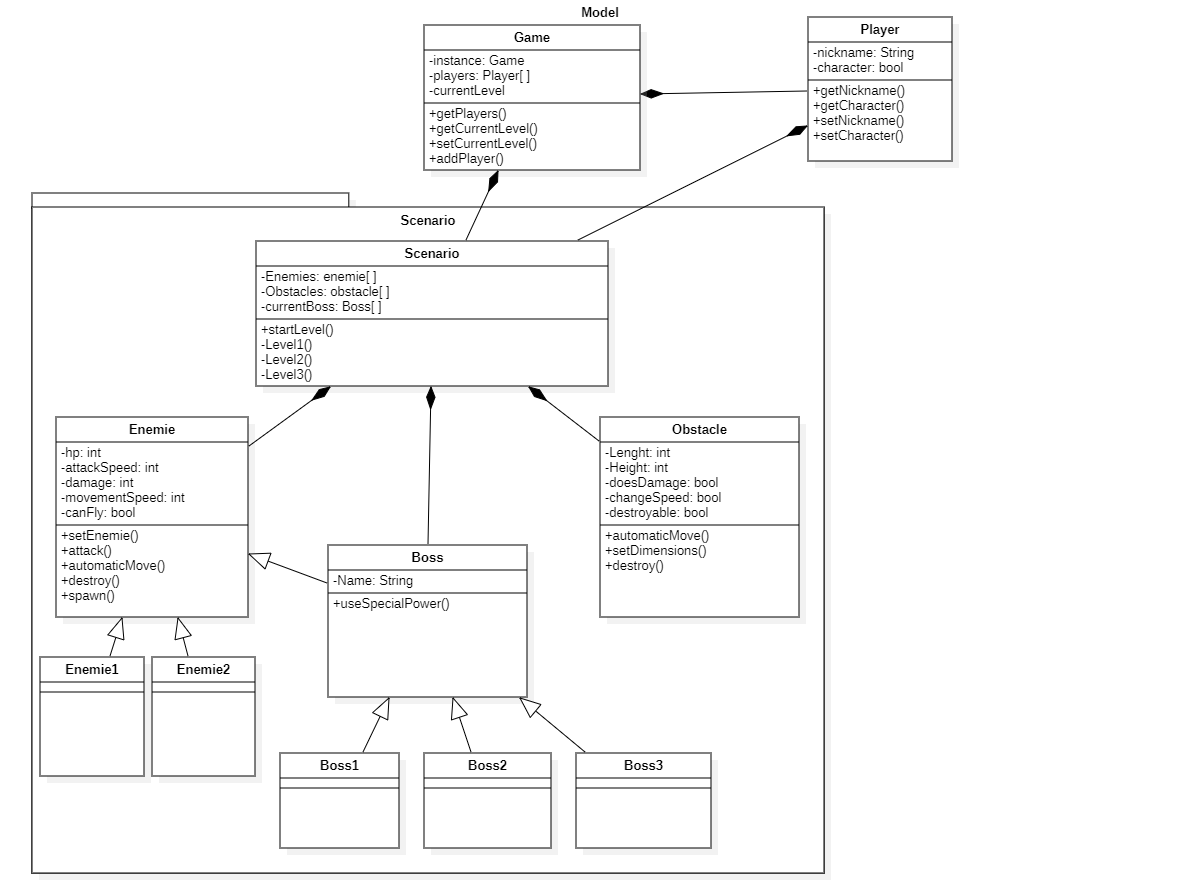 Model
Game
-instance: Game
-players: Player[ ]
-currentLevel
+getPlayers()
+getCurrentLevel()
+setCurrentLevel()
+addPlayer()
Player
-nickname: String
-character: bool
+getNickname()
+getCharacter()
+setNickname()
+setCharacter()
Scenario
Scenario
-Enemies: enemie[ ]
-Obstacles: obstacle[ ]
-currentBoss: Boss[ ]
+startLevel()
-Level1()
-Level2()
-Level3()
Enemie
-hp: int
-attackSpeed: int
-damage: int
-movementSpeed: int
-canFly: bool
+setEnemie()
+attack()
+automaticMove()
+destroy()
+spawn()
Boss
-Name: String
+useSpecialPower()
Obstacle
-Lenght: int
-Height: int
-doesDamage: bool
-changeSpeed: bool
-destroyable: bool
+automaticMove()
+setDimensions()
+destroy()
Enemie1
Enemie2
Boss1
Boss2
Boss3